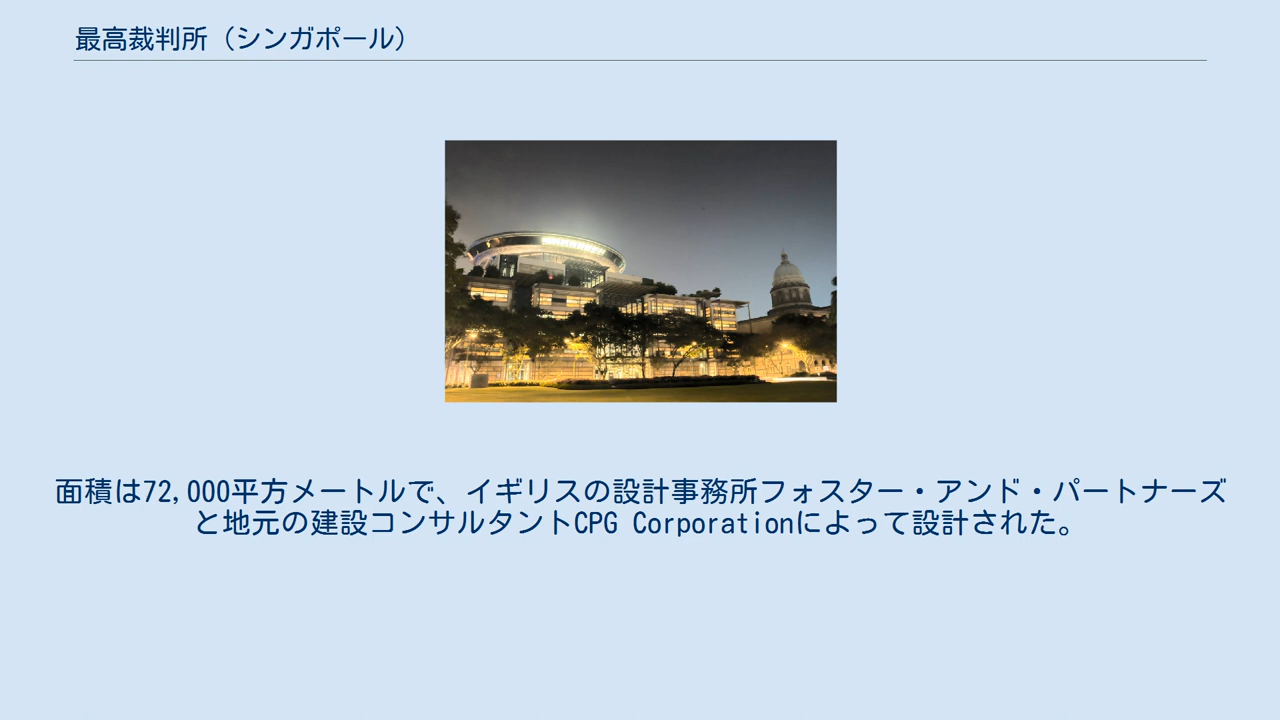 最高裁判所（シンガポール）
面積は72,000平方メートルで、イギリスの設計事務所フォスター・アンド・パートナーズ
と地元の建設コンサルタントCPG Corporationによって設計された。